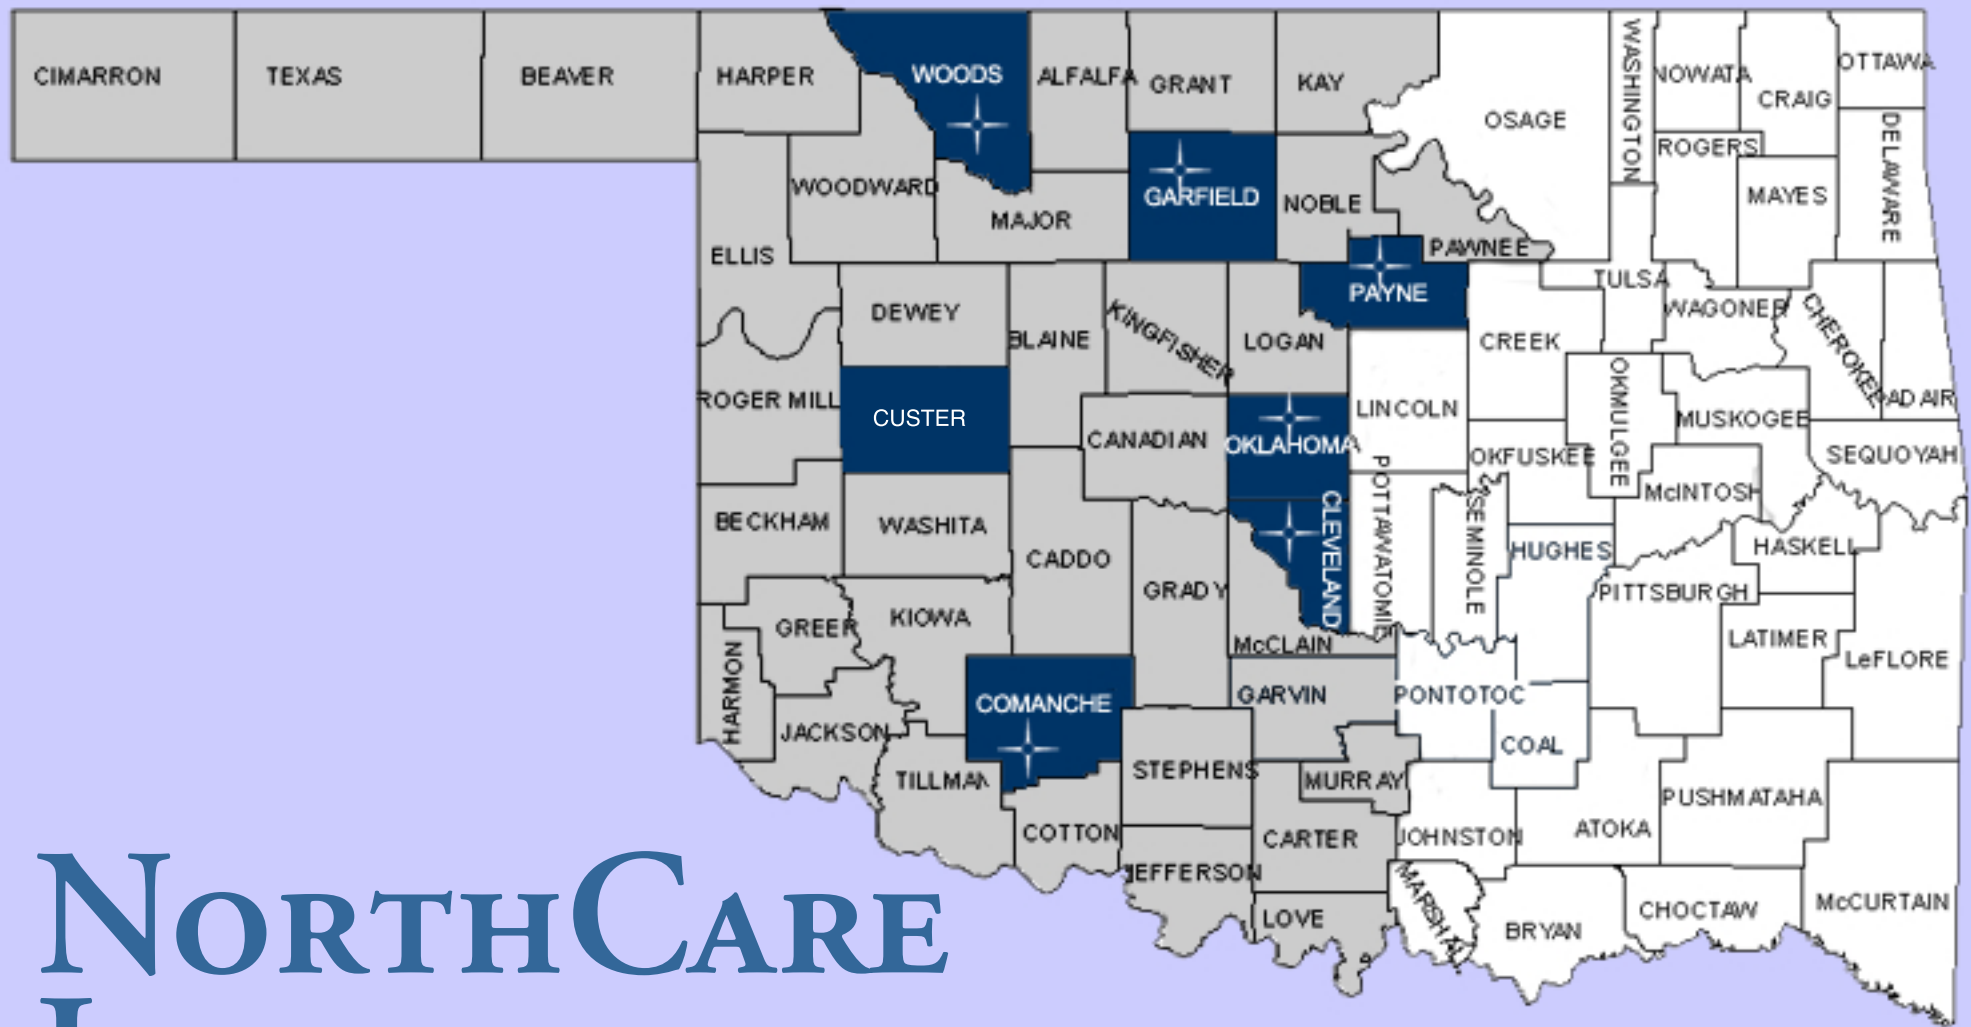 CIMARRON
TEXAS
BEAVER
HARPER
WOODS
ALFALFA
GRANT
KAY
OSAGE
WASHINGTON
NOWATA
CRAIG
OTTAWA
DELAWARE
ROGERS
MAYES
WOODWARD
MAJOR
GARFIELD
NOBLE
PAWNEE
ELLIS
DEWEY
BLAINE
KINGFISHER
LOGAN
PAYNE
TULSA
CREEK
WAGONER
CHEROKEE
ADAIR
ROGER MILL
CUSTER
CANADIAN
OKLAHOMA
LINCOLN
OKMULGEE
MUSKOGEE
OKFUSKEE
McINTOSH
SEQUOYAH
BECKHAM
WASHITA
CADDO
GRADY
CLEVELAND
POTTAWATOMIE
SEMINOLE
HUGHES
HASKELL
PITTSBURGH
LATIMER
LeFLORE
GREER
KIOWA
McCLAIN
HARMON
JACKSON
COMANCHE
GARVIN
PONTOTOC
COAL
TILLMAN
STEPHENS
MURRAY
PUSHMATAHA
COTTON
CARTER
JOHNSTON
ATOKA
JEFFERSON
LOVE
MARSHAL
BRYAN
CHOCTAW
McCURTAIN
NORTHCARE